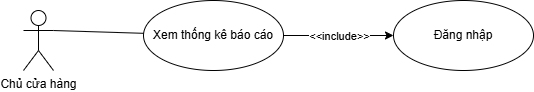 Xem thống kê báo cáo
<<include>>
Đăng nhập
Chủ cửa hàng